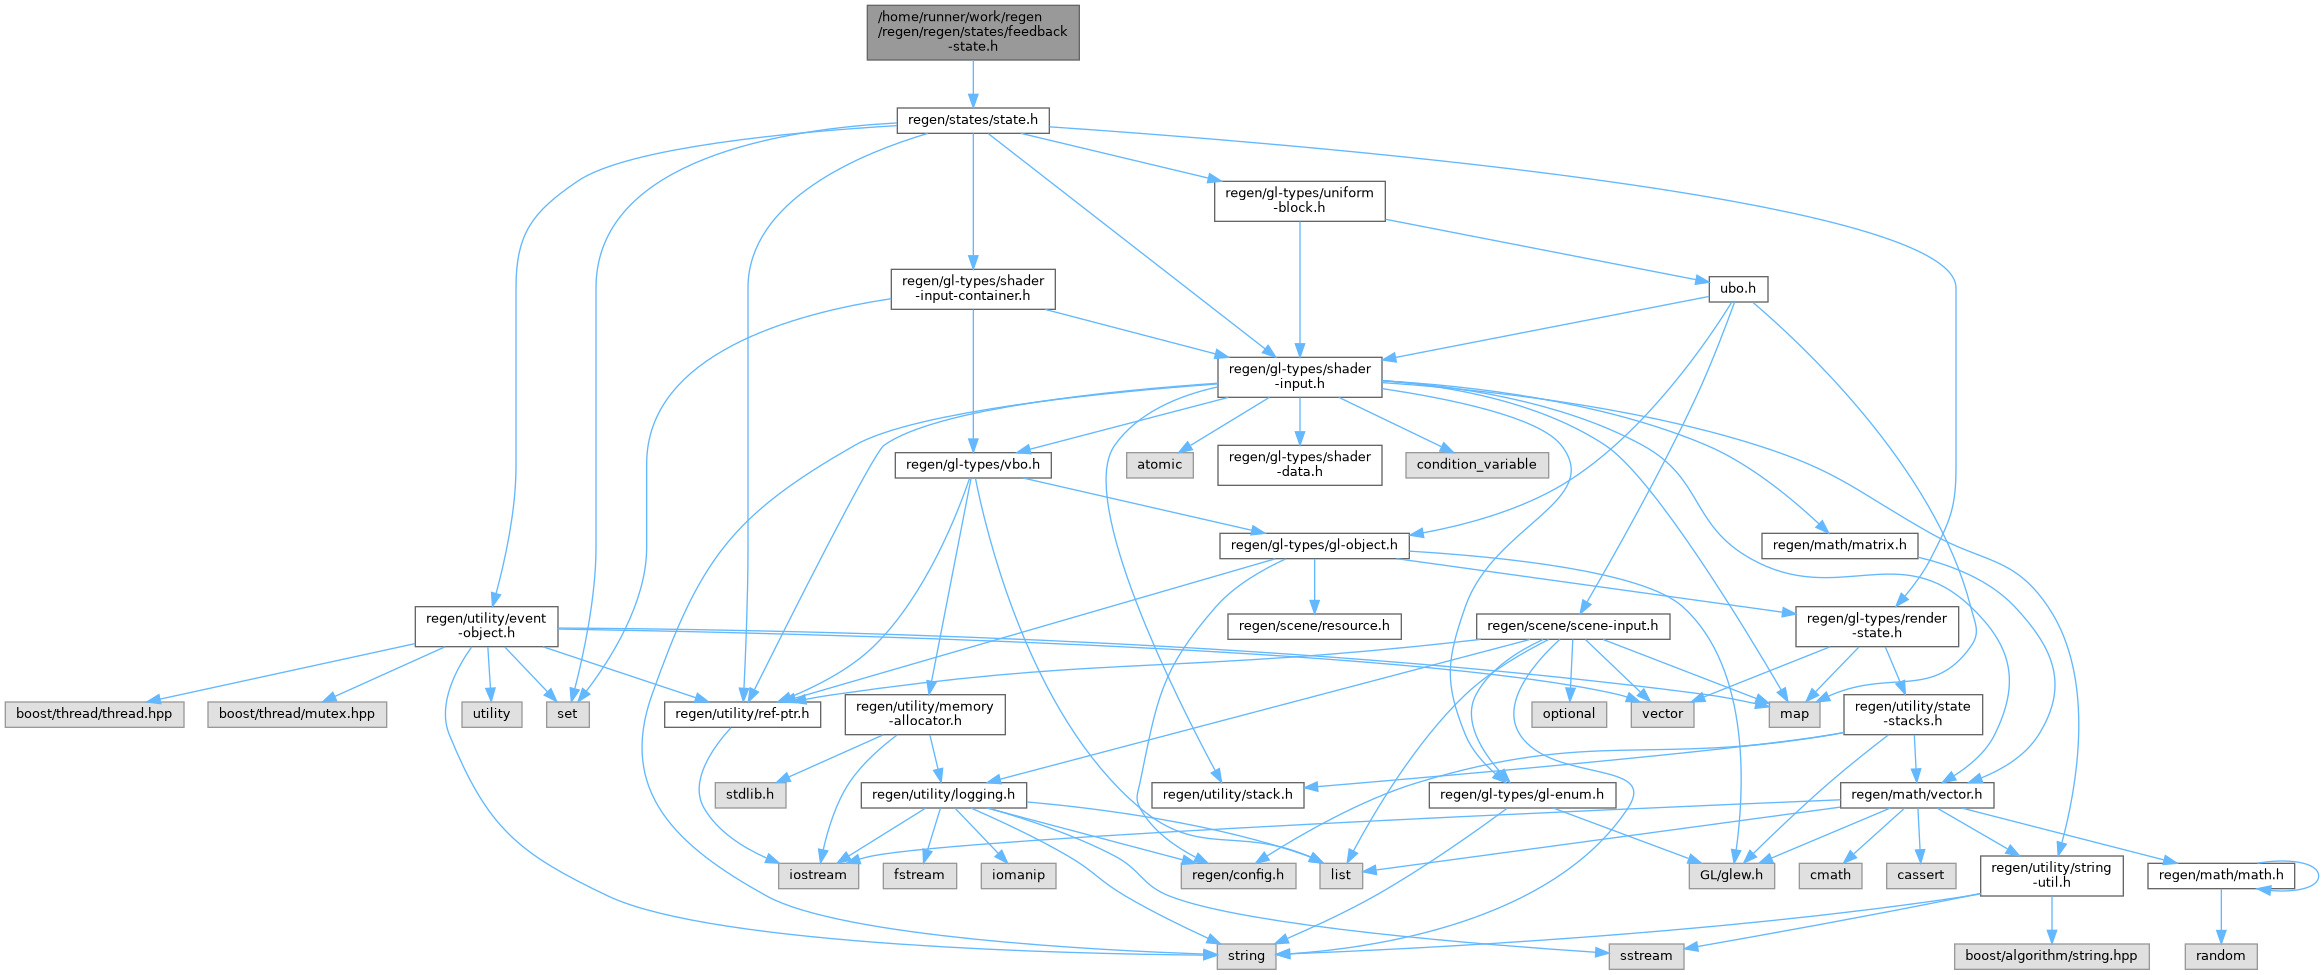 /home/runner/work/regen
/regen/regen/states/feedback
-state.h
regen/states/state.h
regen/gl-types/uniform
-block.h
regen/gl-types/shader
-input-container.h
ubo.h
regen/gl-types/shader
-input.h
regen/gl-types/vbo.h
atomic
regen/gl-types/shader
-data.h
condition_variable
regen/gl-types/gl-object.h
regen/math/matrix.h
regen/utility/event
-object.h
regen/scene/resource.h
regen/scene/scene-input.h
regen/gl-types/render
-state.h
boost/thread/thread.hpp
boost/thread/mutex.hpp
utility
set
regen/utility/ref-ptr.h
regen/utility/memory
-allocator.h
optional
vector
map
regen/utility/state
-stacks.h
stdlib.h
regen/utility/logging.h
regen/utility/stack.h
regen/gl-types/gl-enum.h
regen/math/vector.h
iostream
fstream
iomanip
regen/config.h
list
GL/glew.h
cmath
cassert
regen/utility/string
-util.h
regen/math/math.h
string
sstream
boost/algorithm/string.hpp
random